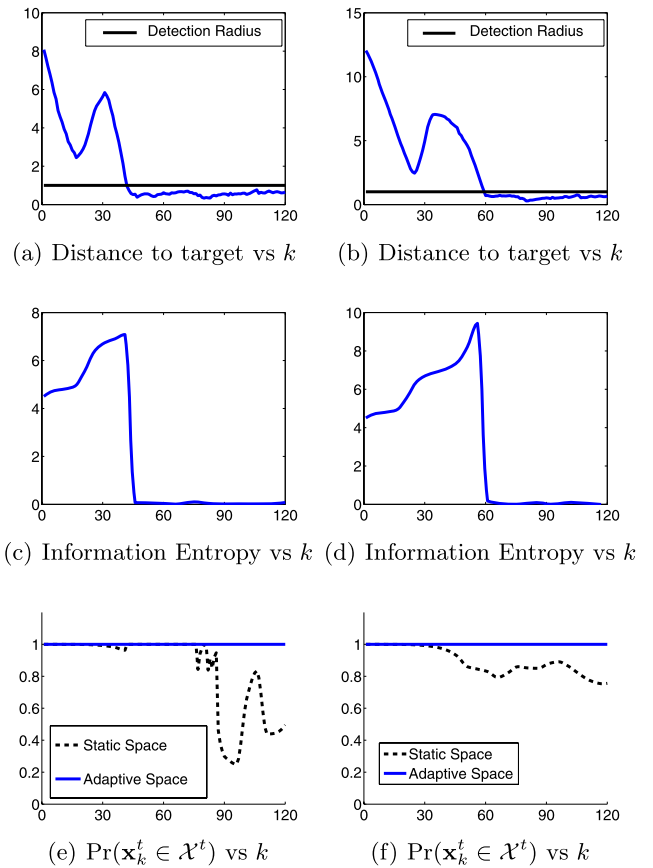 10
8
6
4
2
0
0 30 60 90 120
Detection Radius
(a) Distance to target vs k
15
10
5
0
0 30 60 90 120
Detection Radius
(b) Distance to target vs k
8
6
4
2
0
0 30 60 90 120
(c) Information Entropy vs k
10
8
6
4
2
0
0 30 60 90 120
(d) Information Entropy vs k
1
0.8
0.6
0.4
0.2
0
0 30 60 90 120
Static Space
Adaptive Space
(e) Pr(𝐱ₖᵗ ∈ 𝒳ᵗ) vs k
1
0.8
0.6
0.4
0.2
0
0 30 60 90 120
Static Space
Adaptive Space
(f) Pr(𝐱ₖᵗ ∈ 𝒳ᵗ) vs k